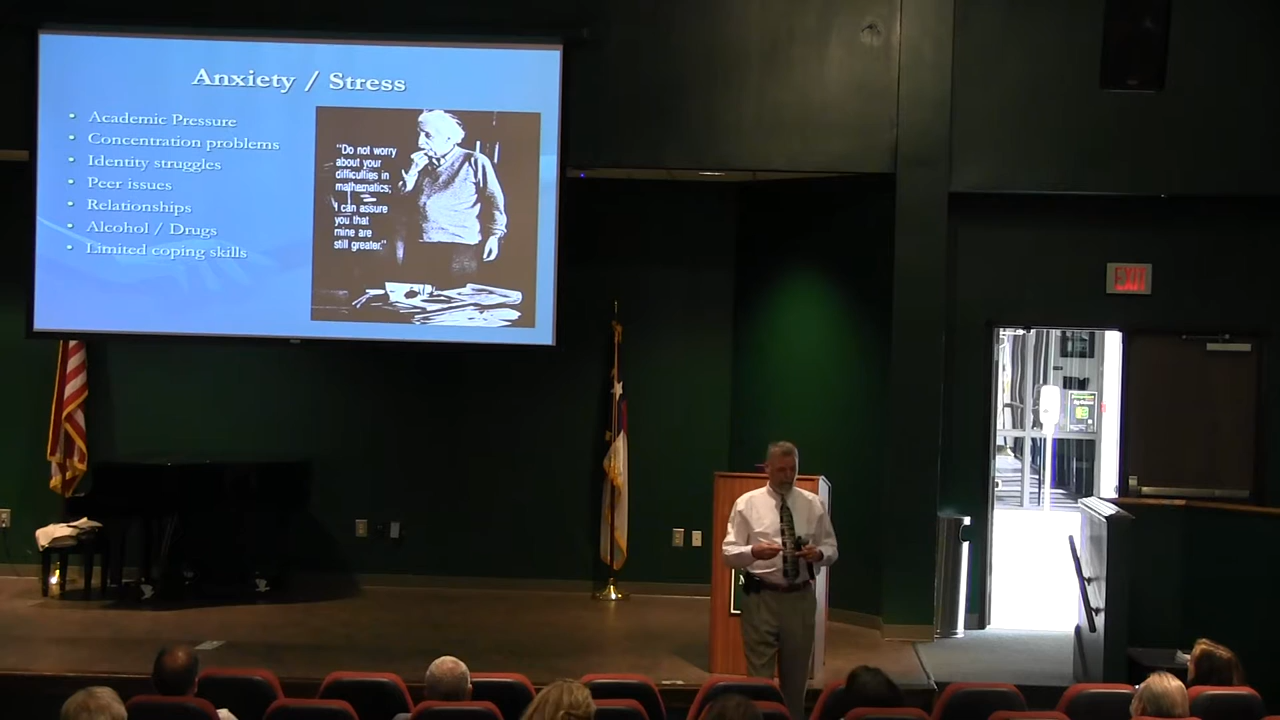 Anxiety / Stress
• Academic Pressure
• Concentration problems
• Identity struggles
• Peer issues
• Relationships
• Alcohol / Drugs
• Limited coping skills
"Do not worry
about your
difficulties in
mathematics;
I can assure
you that
mine are
still greater."
EXIT